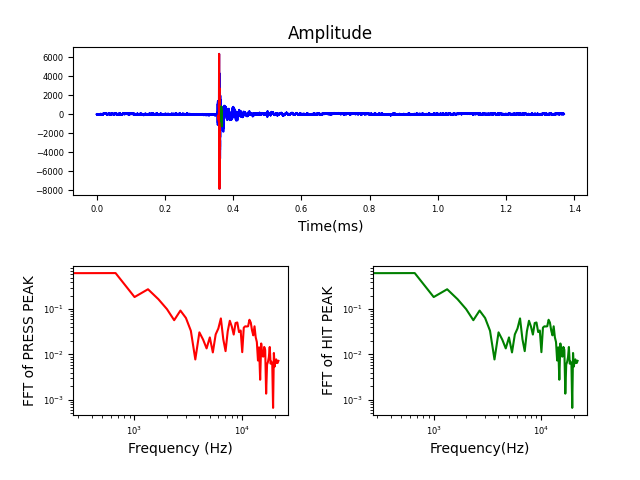 Amplitude
6000
4000
2000
0
−2000
−4000
−6000
−8000
0.0 0.2 0.4 0.6 0.8 1.0 1.2 1.4
Time(ms)
FFT of PRESS PEAK
10⁻¹
10⁻²
10⁻³
10³ 10⁴
Frequency (Hz)
FFT of HIT PEAK
10⁻¹
10⁻²
10⁻³
10³ 10⁴
Frequency(Hz)